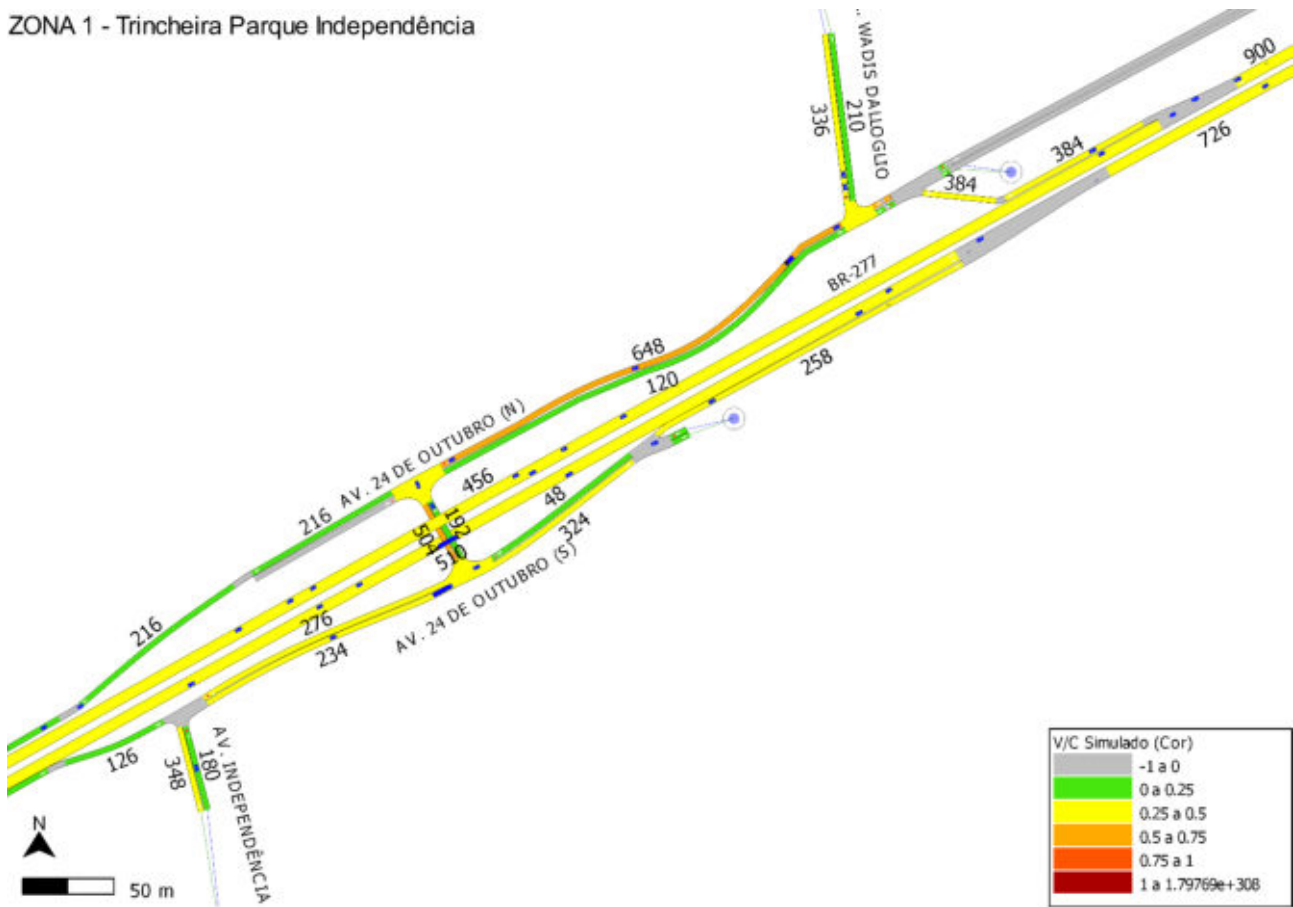 ZONA 1 - Trincheira Parque Independência
. WADIS DALLOGLIO
336
210
900
726
384
384
BR-277
648
120
258
AV. 24 DE OUTUBRO (N)
456
216
192
504
510
48
324
AV. 24 DE OUTUBRO (S)
276
234
216
126
348
180
AV. INDEPENDÊNCIA
N
50 m
V/C Simulado (Cor)
-1 a 0
0 a 0.25
0.25 a 0.5
0.5 a 0.75
0.75 a 1
1 a 1.79769e+308